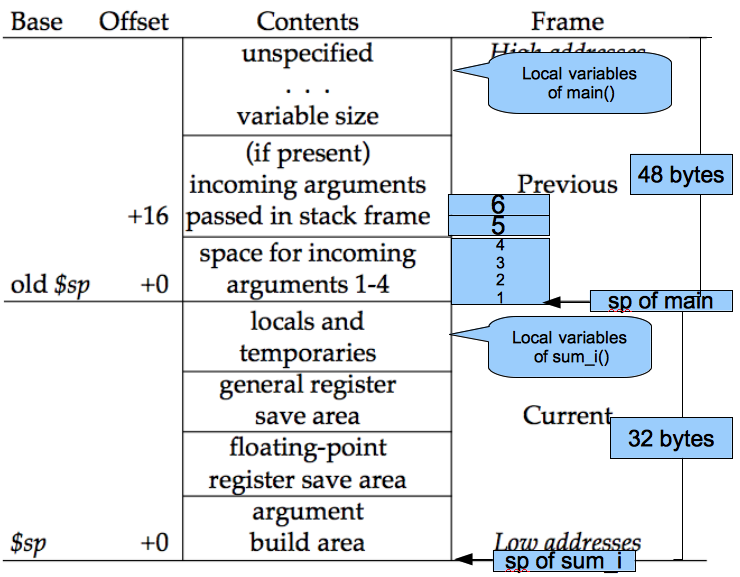 Base Offset Contents Frame
unspecified High addresses
. . .
variable size
Local variables
of main()
(if present)
incoming arguments Previous 48 bytes
+16 passed in stack frame 6
5
space for incoming 4
3
old $sp +0 arguments 1-4 2
1
sp of main
locals and
temporaries
Local variables
of sum_i()
general register
save area Current
32 bytes
floating-point
register save area
argument
$sp +0 build area Low addresses
sp of sum_i